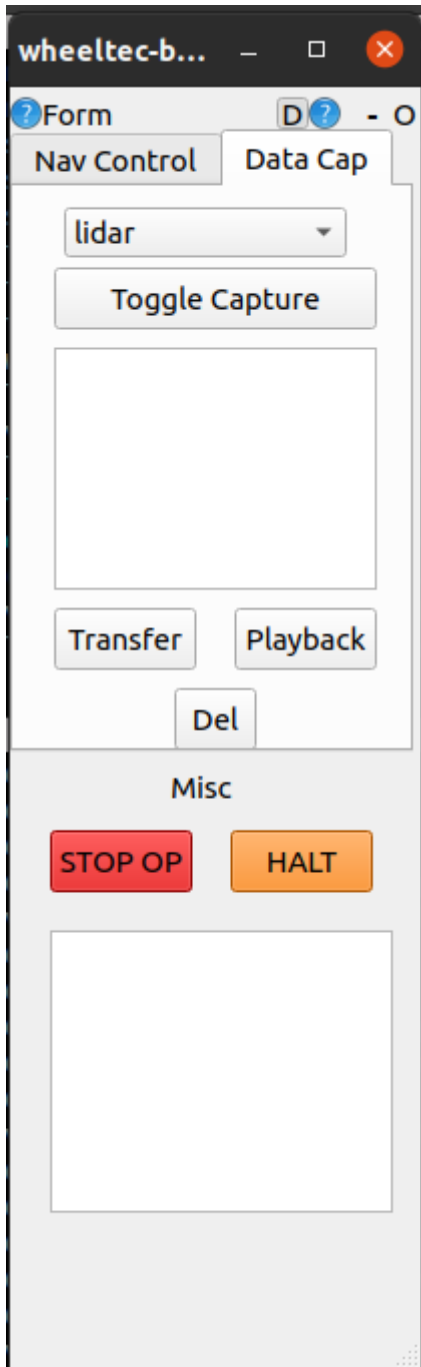 wheeltec-b...
Form D - O
Nav Control Data Cap
lidar
Toggle Capture
Transfer Playback
Del
Misc
STOP OP HALT